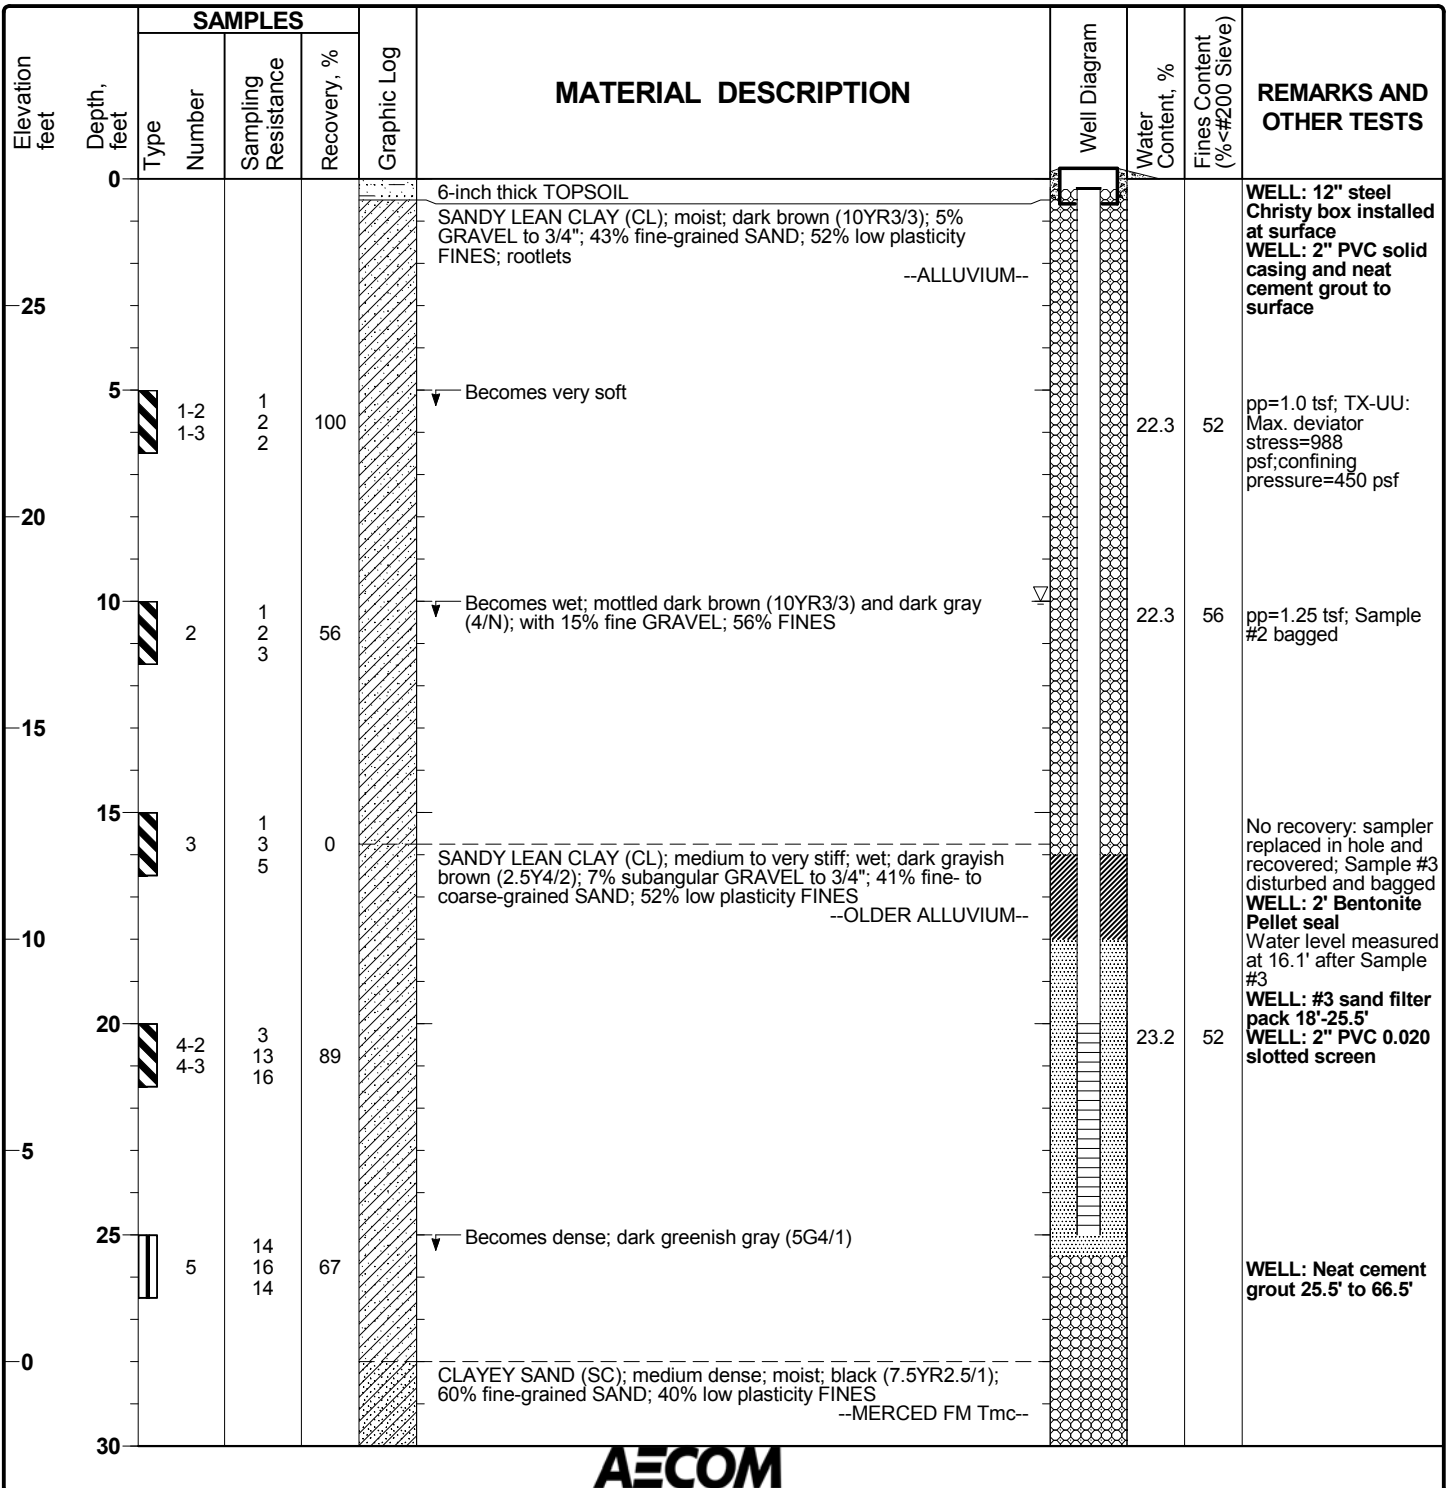 SAMPLES
Elevation
feet
Depth,
feet
Type
Number
Sampling
Resistance
Recovery, %
Graphic Log
MATERIAL DESCRIPTION
Well Diagram
Water
Content, %
Fines Content
(%<#200 Sieve)
REMARKS AND
OTHER TESTS
0
6-inch thick TOPSOIL
SANDY LEAN CLAY (CL); moist; dark brown (10YR3/3); 5%
GRAVEL to 3/4"; 43% fine-grained SAND; 52% low plasticity
FINES; rootlets
--ALLUVIUM--
WELL: 12" steel
Christy box installed
at surface
WELL: 2" PVC solid
casing and neat
cement grout to
surface
25
5
1-2
1-3
1
2
2
100
Becomes very soft
22.3
52
pp=1.0 tsf; TX-UU:
Max. deviator
stress=988
psf;confining
pressure=450 psf
20
10
2
1
2
3
56
Becomes wet; mottled dark brown (10YR3/3) and dark gray
(4/N); with 15% fine GRAVEL; 56% FINES
22.3
56
pp=1.25 tsf; Sample
#2 bagged
15
15
3
1
3
5
0
SANDY LEAN CLAY (CL); medium to very stiff; wet; dark grayish
brown (2.5Y4/2); 7% subangular GRAVEL to 3/4"; 41% fine- to
coarse-grained SAND; 52% low plasticity FINES
--OLDER ALLUVIUM--
No recovery: sampler
replaced in hole and
recovered; Sample #3
disturbed and bagged
WELL: 2' Bentonite
Pellet seal
Water level measured
at 16.1' after Sample
#3
WELL: #3 sand filter
pack 18'-25.5'
WELL: 2" PVC 0.020
slotted screen
10
20
4-2
4-3
3
13
16
89
23.2
52
5
25
5
14
16
14
67
Becomes dense; dark greenish gray (5G4/1)
WELL: Neat cement
grout 25.5' to 66.5'
0
CLAYEY SAND (SC); medium dense; moist; black (7.5YR2.5/1);
60% fine-grained SAND; 40% low plasticity FINES
--MERCED FM Tmc--
30
AECOM